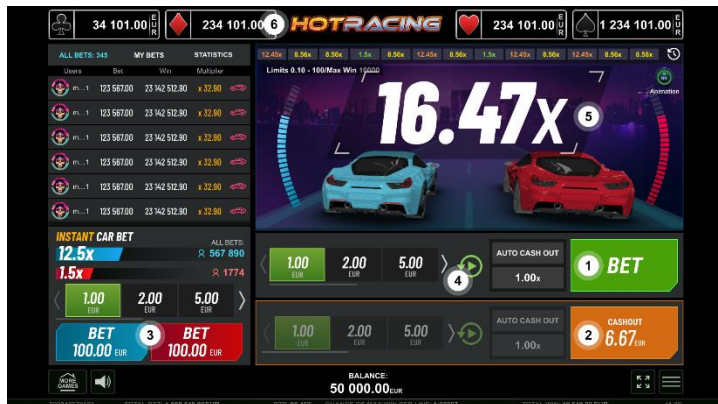 34 101.00 EUR
234 101.00
6
HOTRACING
234 101.00 EUR
1 234 101.00 EUR
ALL BETS: 345 MY BETS STATISTICS
Users Bet Win Multiplier
m...1 123 567.00 23 142 512.90 x 32.90
m...1 123 567.00 23 142 512.90 x 32.90
m...1 123 567.00 23 142 512.90 x 32.90
m...1 123 567.00 23 142 512.90 x 32.90
m...1 123 567.00 23 142 512.90 x 32.90
m...1 123 567.00 23 142 512.90 x 32.90
12.45x 8.56x 8.56x 1.5x 8.56x 12.45x 8.56x 1.5x 12.45x 8.56x 12.45x 8.56x 8.56x
Limits 0.10 - 100/Max Win 10000
ON
Animation
16.47x
5
INSTANT CAR BET
ALL BETS:
12.5x 567 890
1.5x 1774
1.00 EUR 2.00 EUR 5.00 EUR
BET 100.00 EUR
3
BET 100.00 EUR
1.00 EUR 2.00 EUR 5.00 EUR
4
AUTO CASH OUT
1.00x
1
BET
1.00 EUR 2.00 EUR 5.00 EUR
AUTO CASH OUT
1.00x
2
CASHOUT
6.67 EUR
MORE GAMES
BALANCE:
50 000.00 EUR